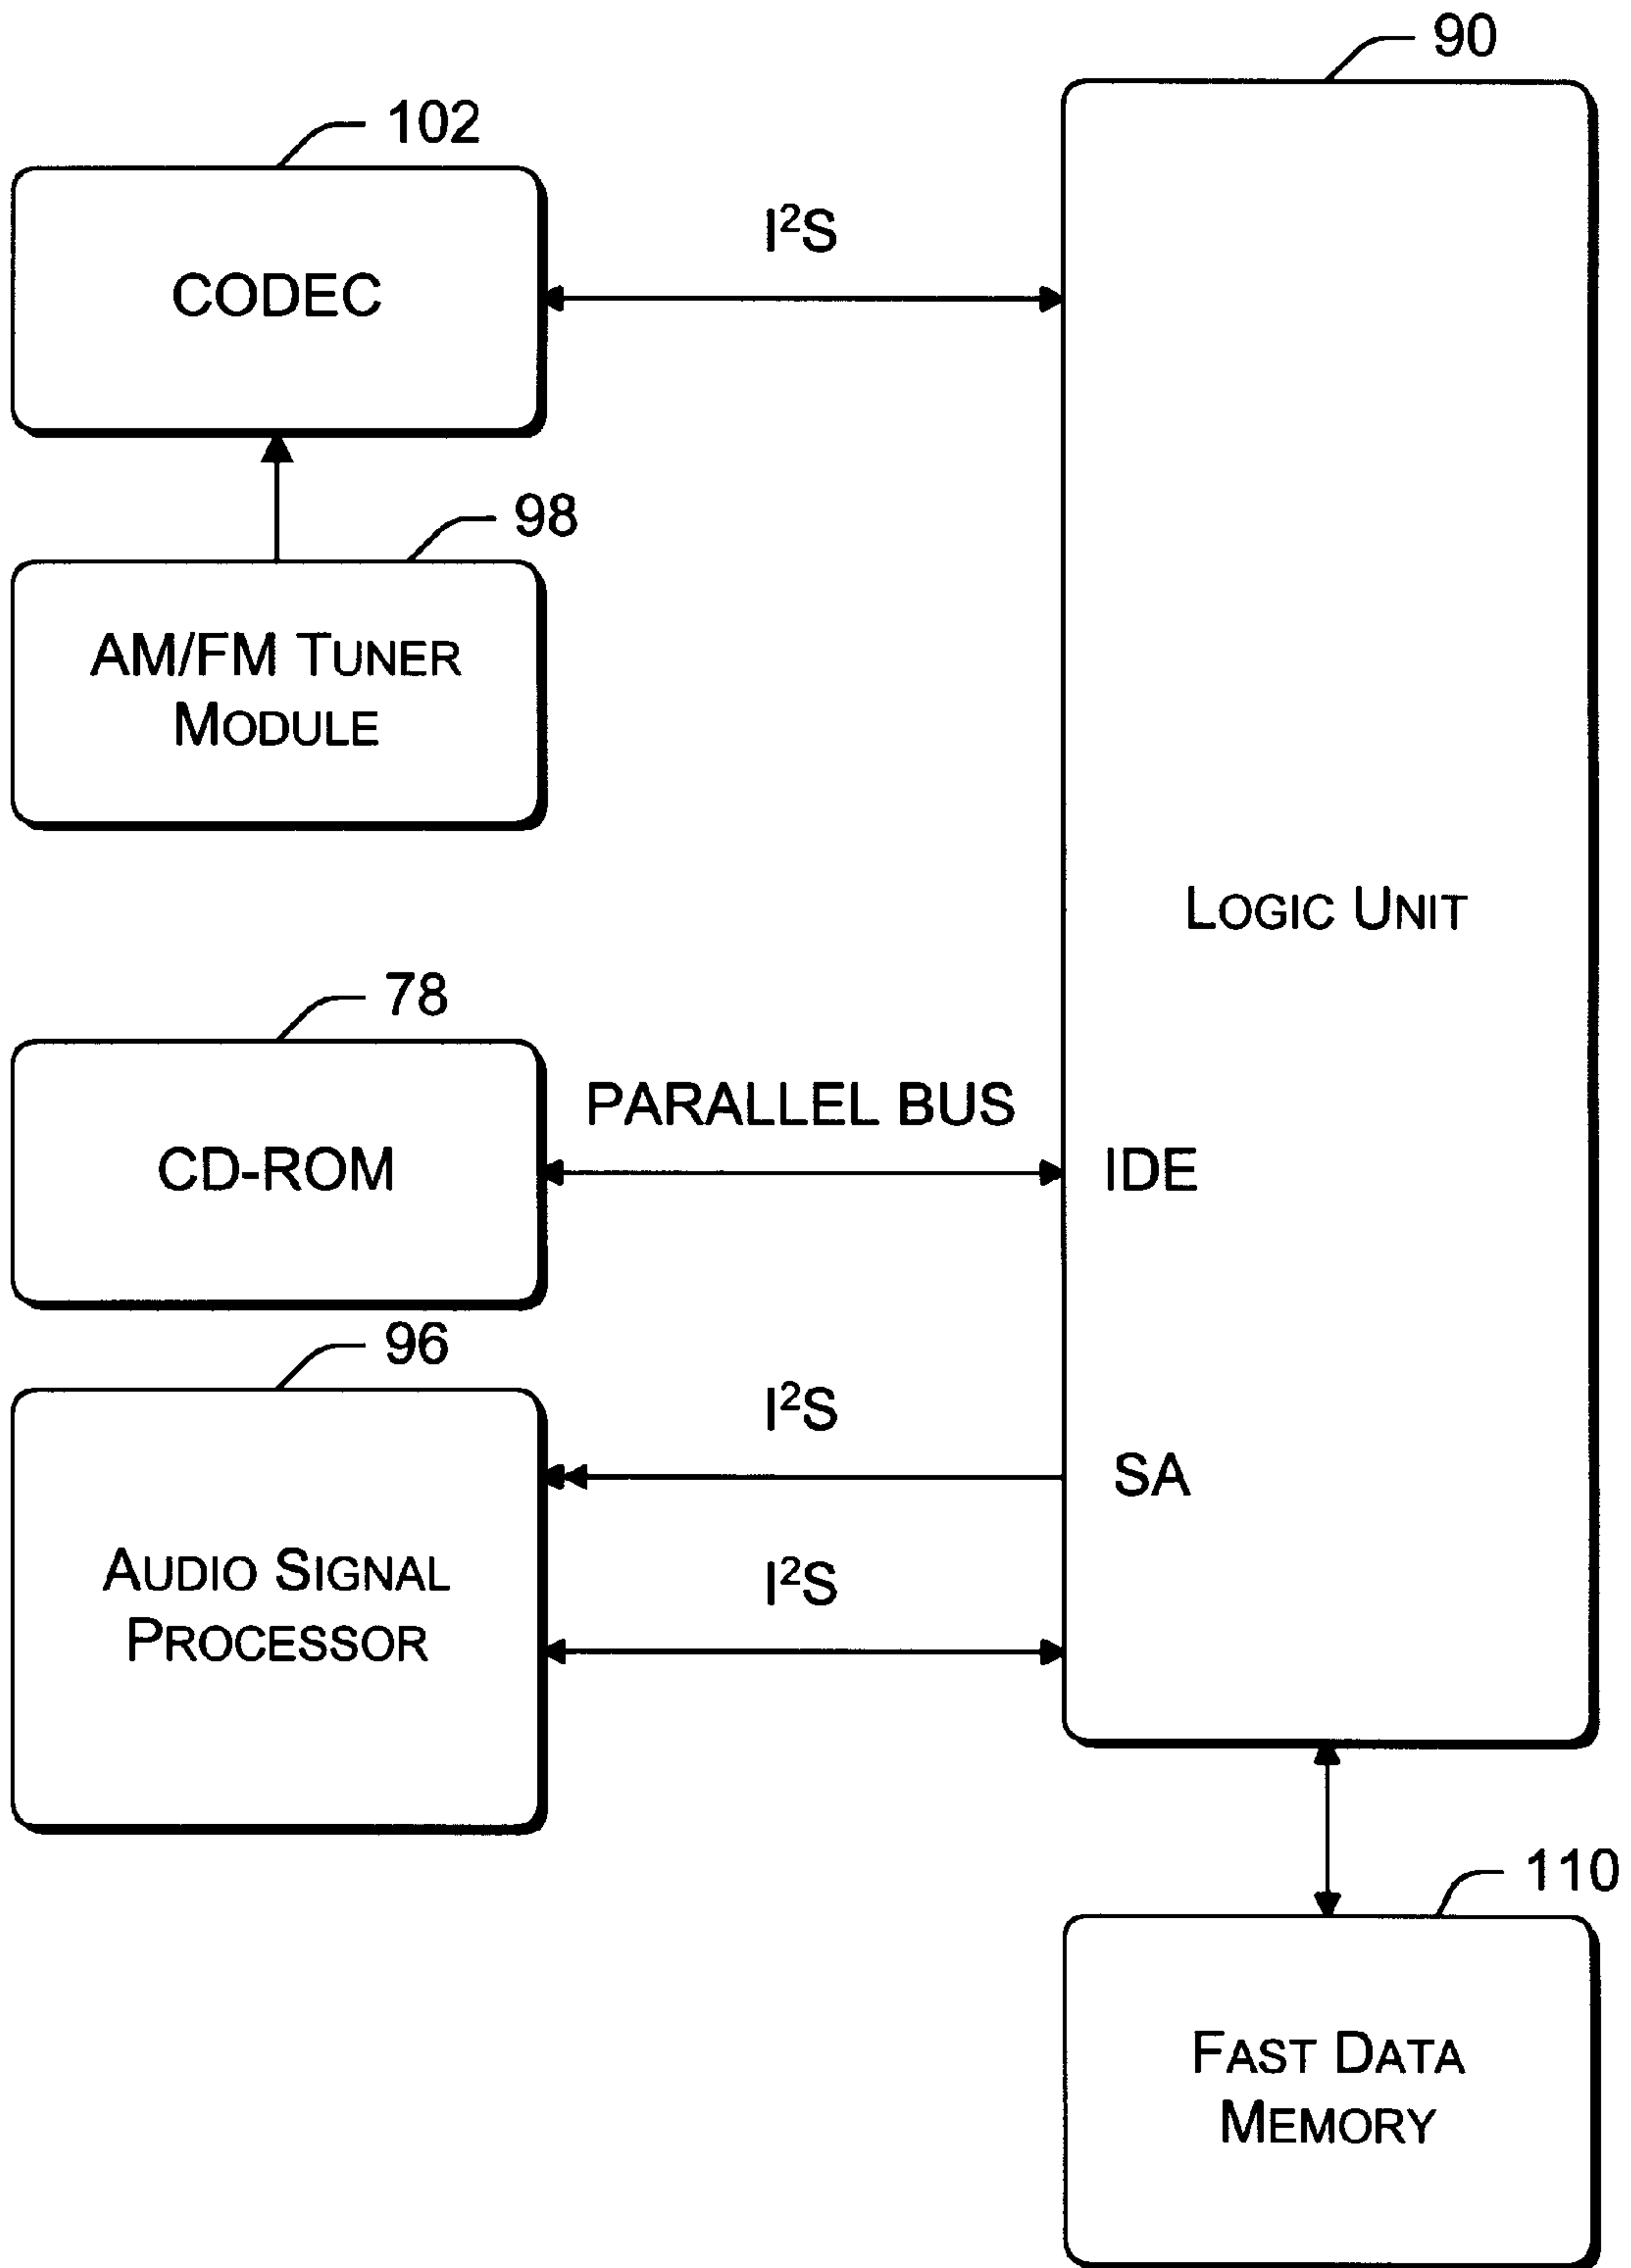 90
102
I²S
CODEC
98
AM/FM TUNER
MODULE
LOGIC UNIT
78
PARALLEL BUS
CD-ROM
IDE
96
I²S
SA
AUDIO SIGNAL
PROCESSOR
I²S
110
FAST DATA
MEMORY